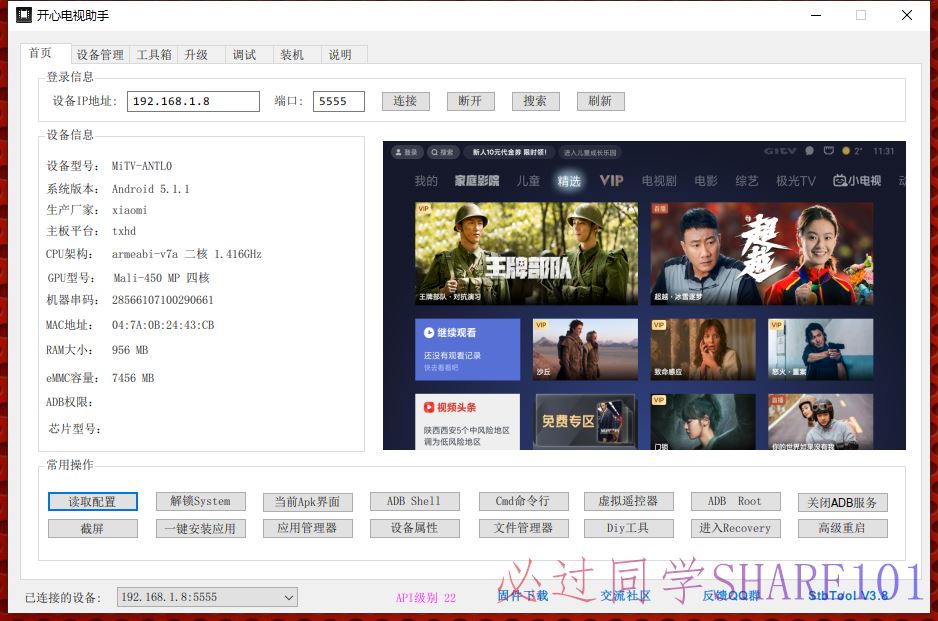 开心电视助手
首页 设备管理 工具箱 升级 调试 装机 说明
登录信息
设备IP地址: 192.168.1.8 端口: 5555 连接 断开 搜索 刷新
设备信息
设备型号: MiTV-ANTL0
系统版本: Android 5.1.1
生产厂家: xiaomi
主板平台: txhd
CPU架构: armeabi-v7a 二核 1.416GHz
GPU型号: Mali-450 MP 四核
机器串码: 28566107100290661
MAC地址: 04:7A:0B:24:43:CB
RAM大小: 956 MB
eMMC容量: 7456 MB
ADB权限:
芯片型号:
登录 搜索 新人10元代金券 限时领! 进入儿童成长乐园 GITV 2° 11:31
我的 家庭影院 儿童 精选 VIP 电视剧 电影 综艺 极光TV 小电视 动
VIP
王牌部队
王牌部队 · 对抗演习
首播
超越
超越 · 冰雪逐梦
继续观看
还没有观看记录
快去看看吧
VIP
沙丘
VIP
致命感应
VIP
怒火 · 重案
视频头条
陕西西安5个中风险地区
调为低风险地区
免费专区
VIP
门锁
首播
你的世界如果没有我
常用操作
读取配置 解锁System 当前Apk界面 ADB Shell Cmd命令行 虚拟遥控器 ADB Root 关闭ADB服务
截屏 一键安装应用 应用管理器 设备属性 文件管理器 Diy工具 进入Recovery 高级重启
必过同学SHARE101
已连接的设备: 192.168.1.8:5555 API级别 22 固件下载 交流社区 反馈QQ群 StbTool V3.8